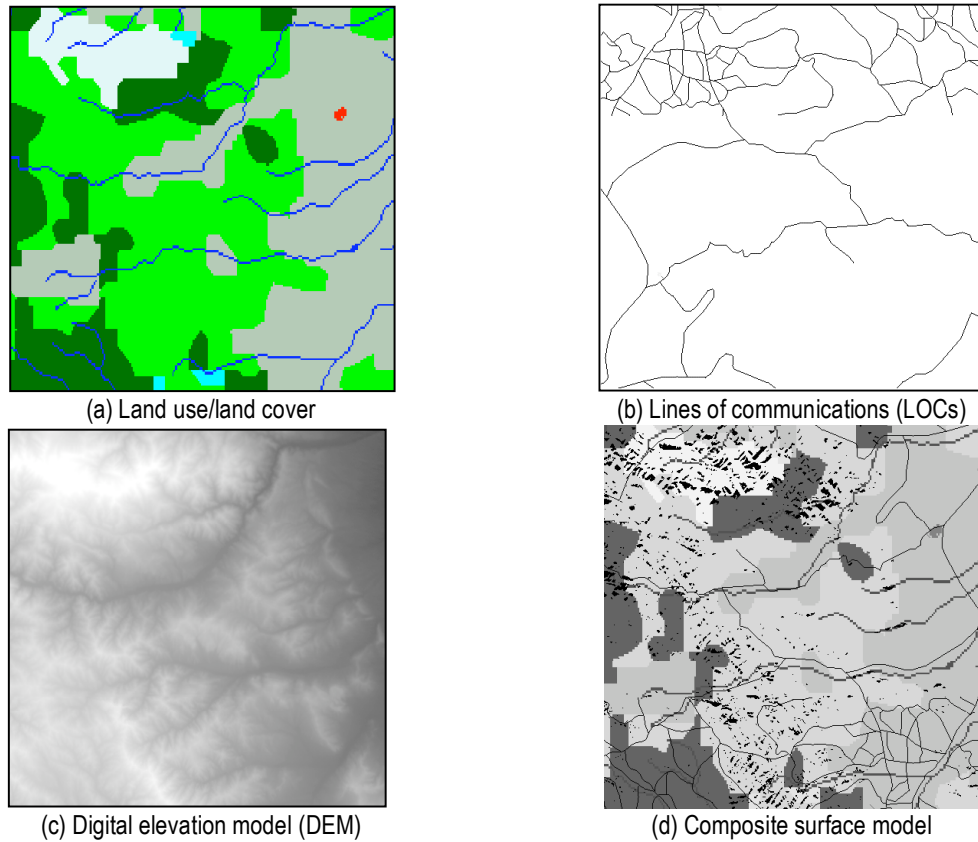 (a) Land use/land cover
(b) Lines of communications (LOCs)
(c) Digital elevation model (DEM)
(d) Composite surface model